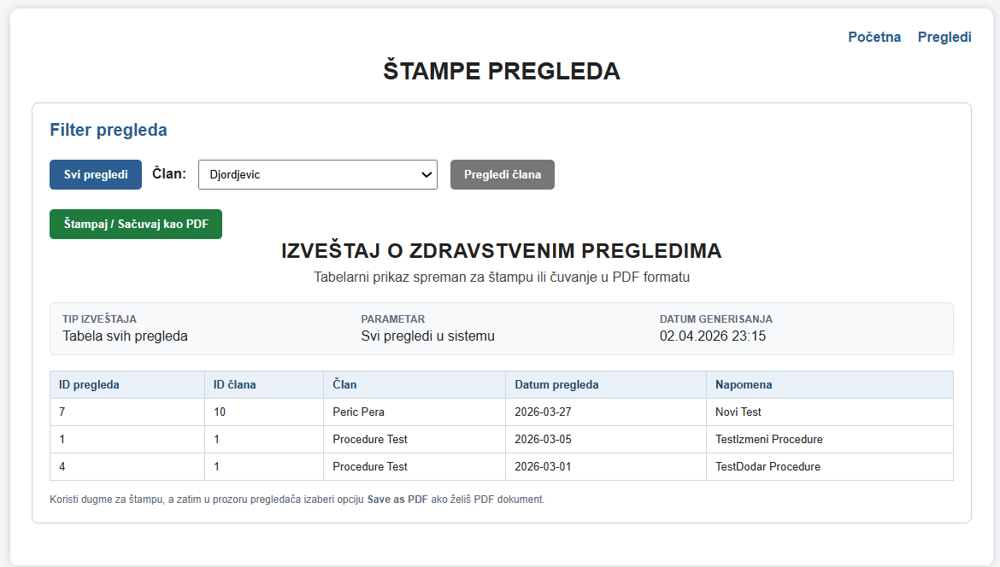 Početna Pregledi
ŠTAMPE PREGLEDA
Filter pregleda
Svi pregledi Član: Djordjevic Pregledi člana
Štampaj / Sačuvaj kao PDF
IZVEŠTAJ O ZDRAVSTVENIM PREGLEDIMA
Tabelarni prikaz spreman za štampu ili čuvanje u PDF formatu
TIP IZVEŠTAJA PARAMETAR DATUM GENERISANJA
Tabela svih pregleda Svi pregledi u sistemu 02.04.2026 23:15
ID pregleda ID člana Član Datum pregleda Napomena
7 10 Peric Pera 2026-03-27 Novi Test
1 1 Procedure Test 2026-03-05 TestIzmeni Procedure
4 1 Procedure Test 2026-03-01 TestDodar Procedure
Koristi dugme za štampu, a zatim u prozoru pregledača izaberi opciju Save as PDF ako želiš PDF dokument.